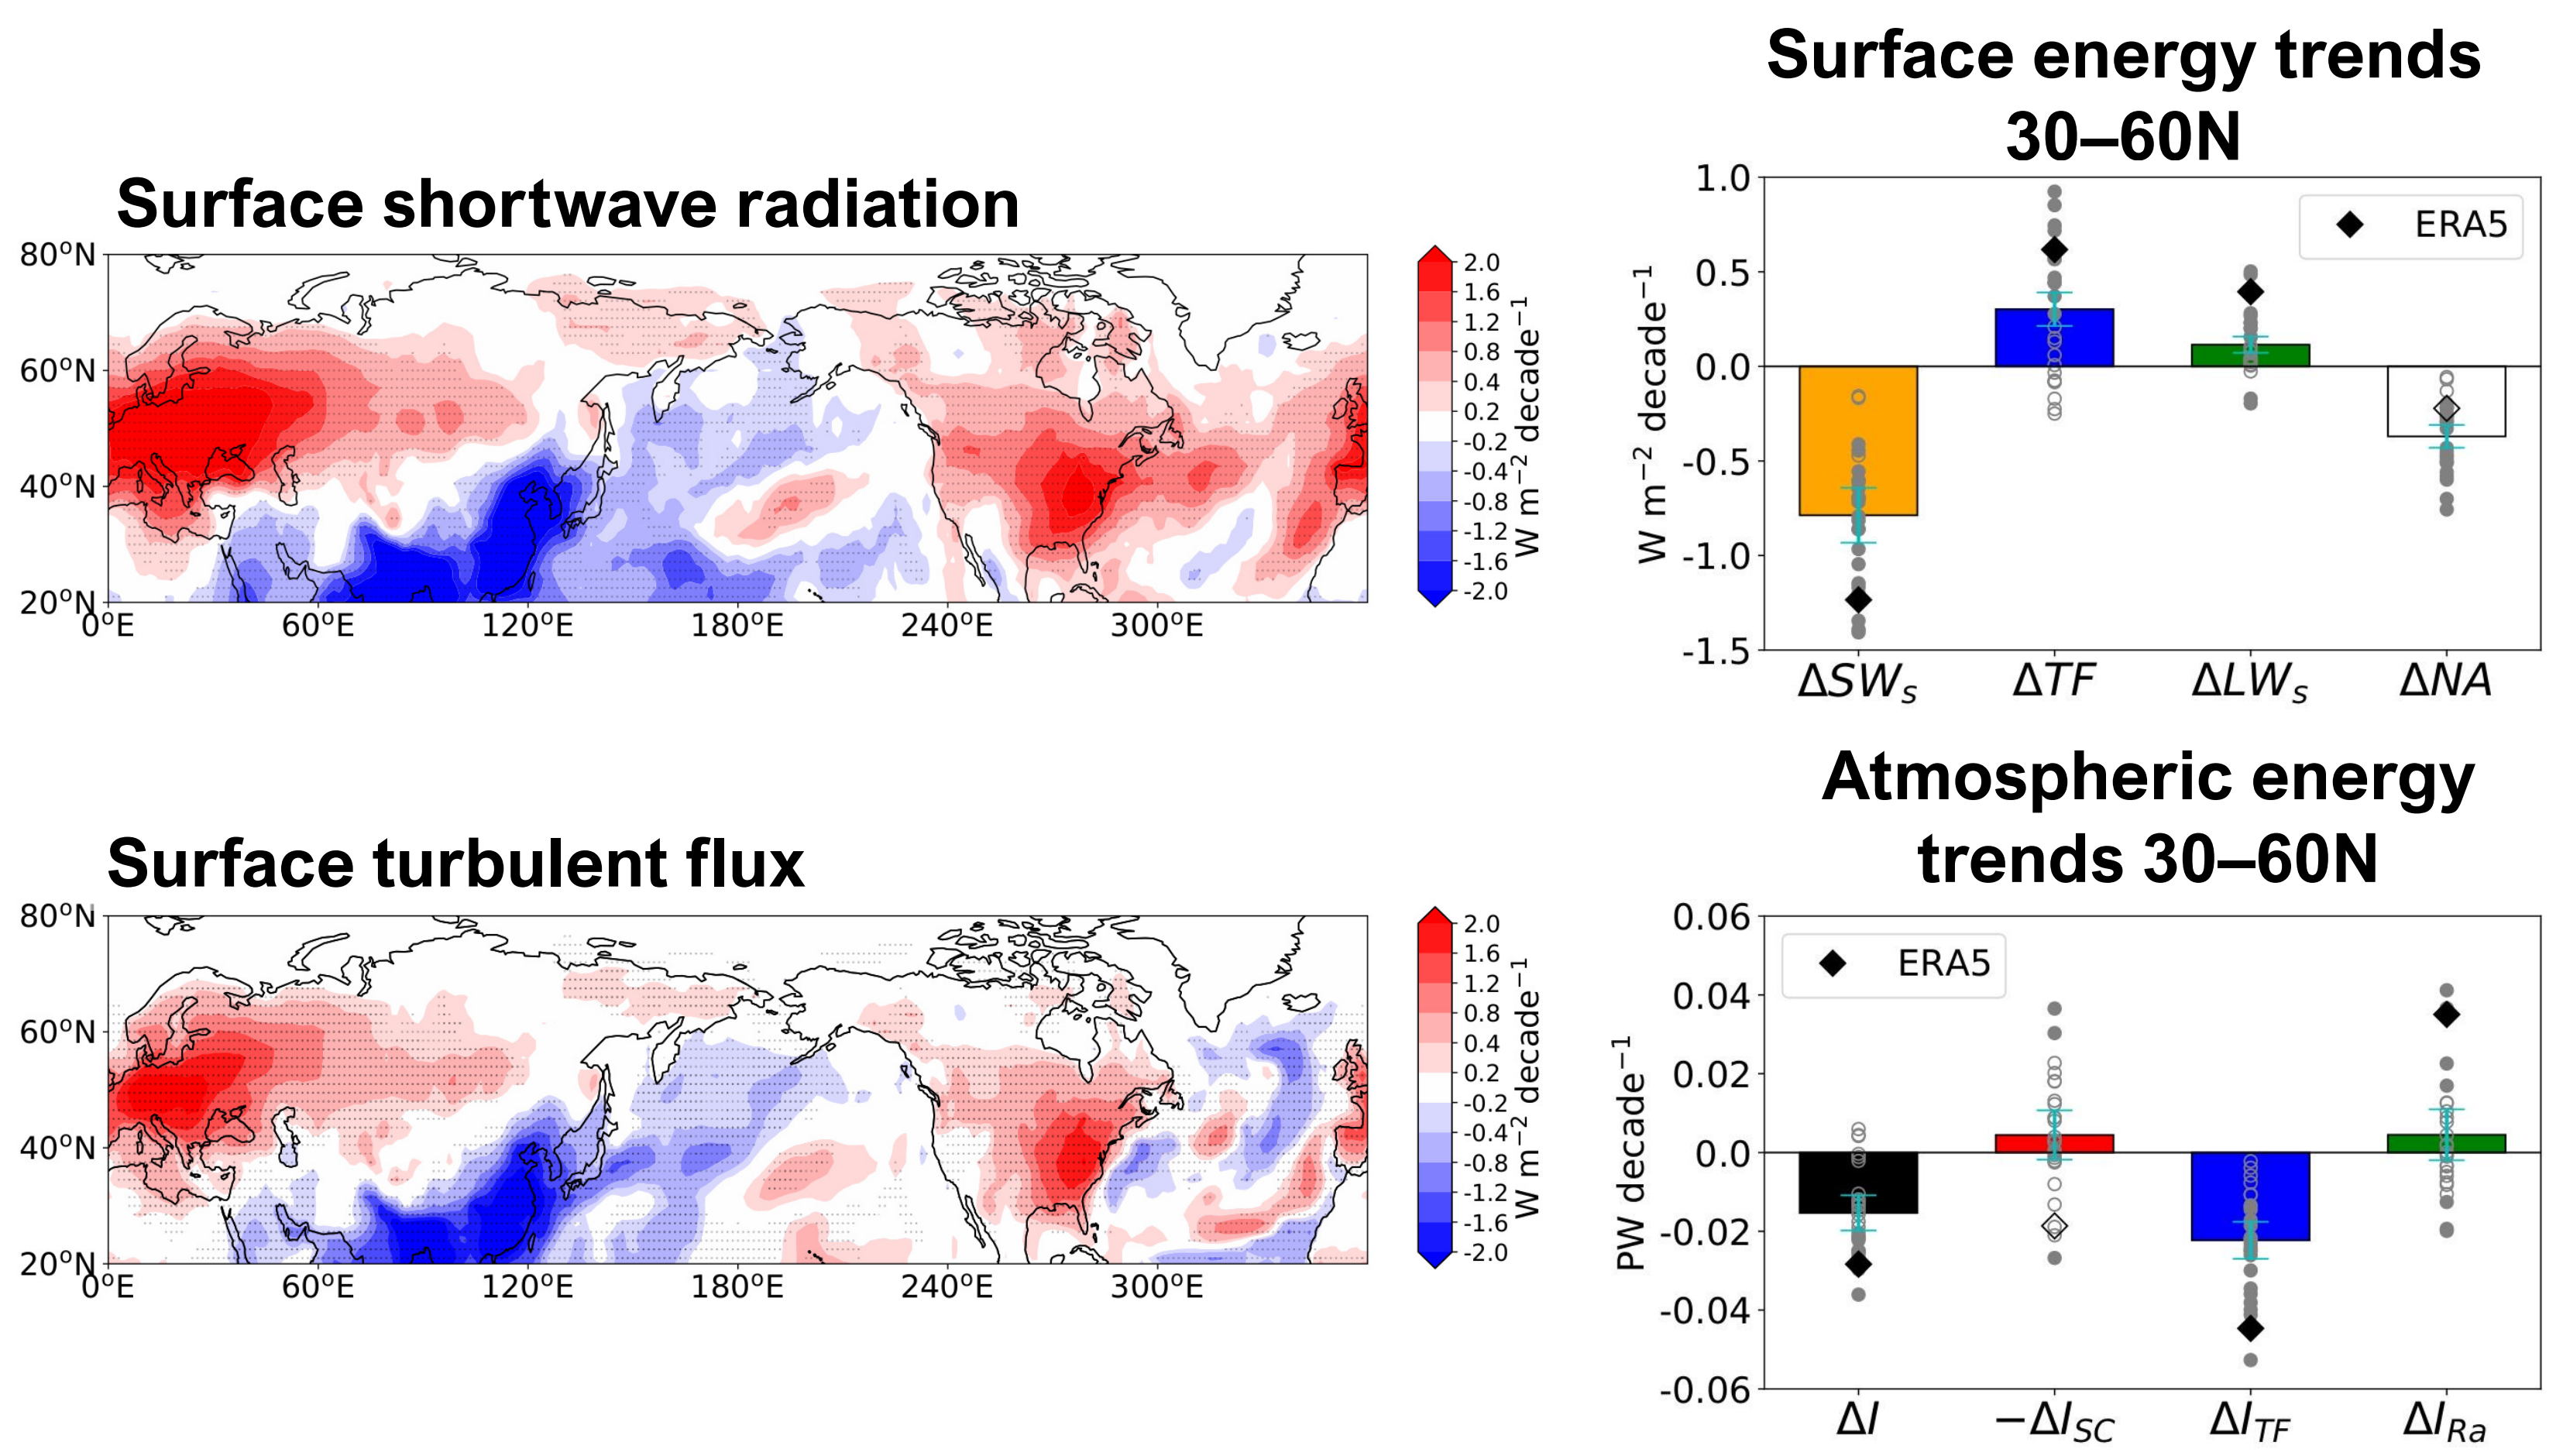 Surface energy trends
30–60N
Surface shortwave radiation
80°N
60°N
40°N
20°N
0°E
60°E
120°E
180°E
240°E
300°E
2.0
1.6
1.2
0.8
0.4
0.2
-0.2
-0.4
-0.8
-1.2
-1.6
-2.0
W m⁻² decade⁻¹
W m⁻² decade⁻¹
1.0
0.5
0.0
-0.5
-1.0
-1.5
ERA5
ΔSWₛ
ΔTF
ΔLWₛ
ΔNA
Atmospheric energy
trends 30–60N
Surface turbulent flux
80°N
60°N
40°N
20°N
0°E
60°E
120°E
180°E
240°E
300°E
2.0
1.6
1.2
0.8
0.4
0.2
-0.2
-0.4
-0.8
-1.2
-1.6
-2.0
W m⁻² decade⁻¹
PW decade⁻¹
0.06
0.04
0.02
0.0
-0.02
-0.04
-0.06
ERA5
ΔI
−ΔI_SC
ΔI_TF
ΔI_Ra